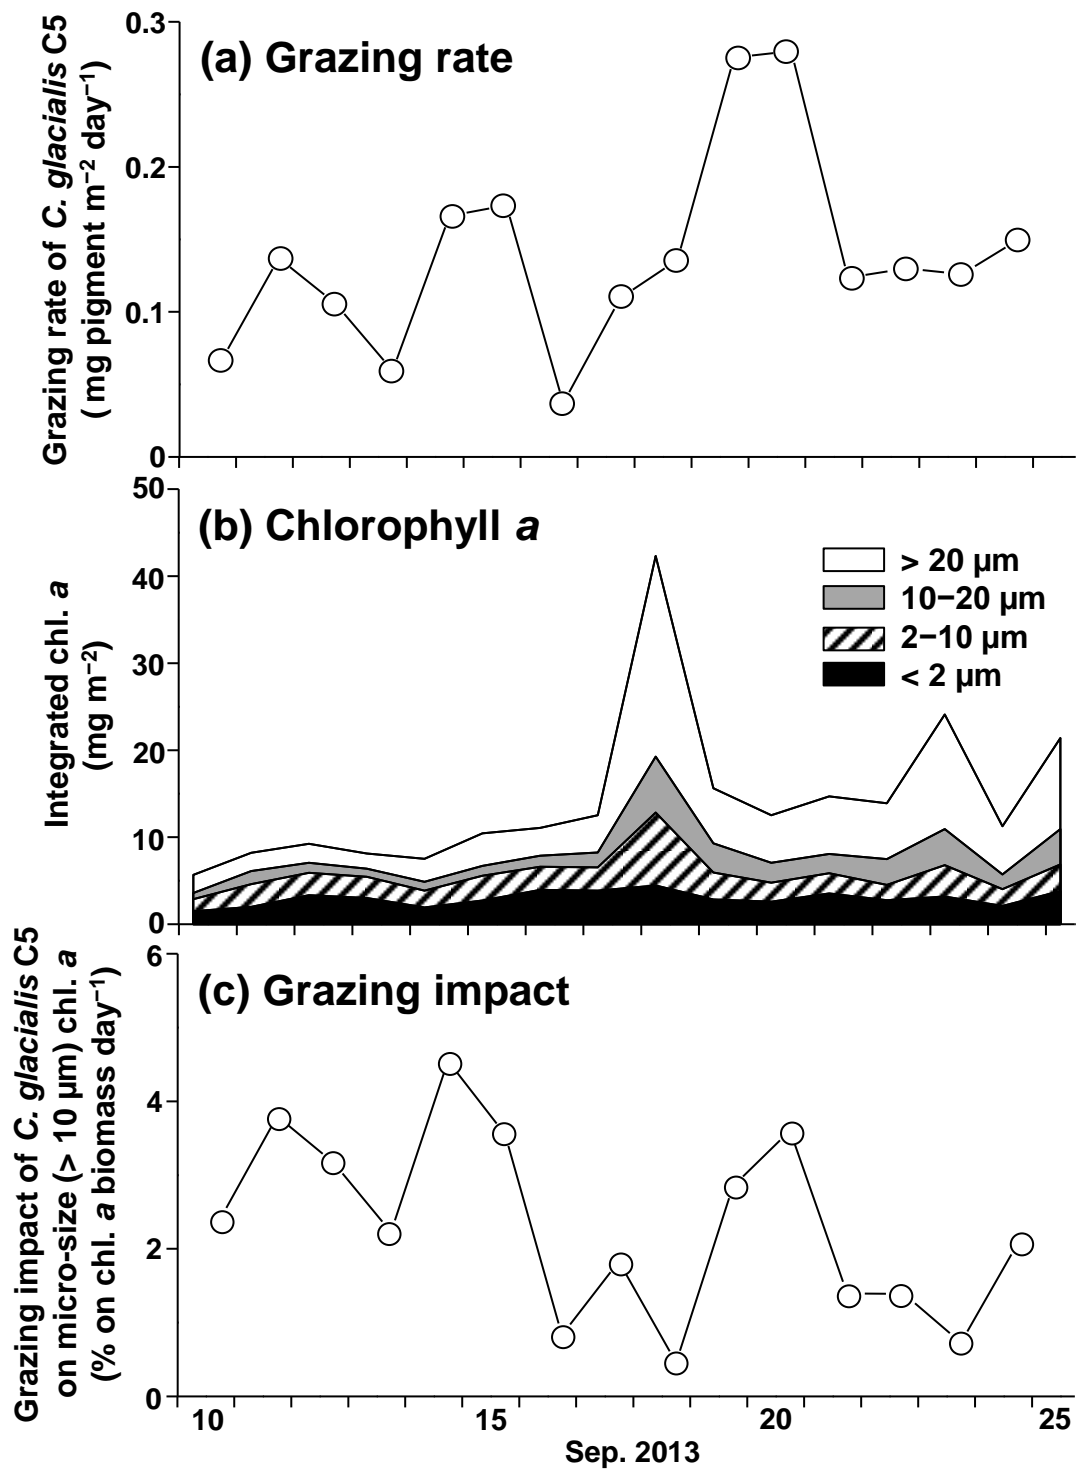 (a) Grazing rate
Grazing rate of C. glacialis C5
(mg pigment m⁻² day⁻¹)
0.3
0.2
0.1
0
(b) Chlorophyll a
Integrated chl. a
(mg m⁻²)
50
40
30
20
10
0
> 20 µm
10−20 µm
2−10 µm
< 2 µm
(c) Grazing impact
Grazing impact of C. glacialis C5
on micro-size (> 10 µm) chl. a
(% on chl. a biomass day⁻¹)
6
4
2
0
10 15 20 25
Sep. 2013